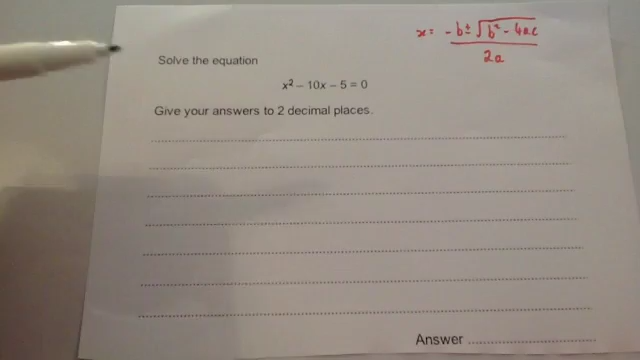 x = -b ± √b² - 4ac
2a
Solve the equation
x² – 10x – 5 = 0
Give your answers to 2 decimal places.
Answer